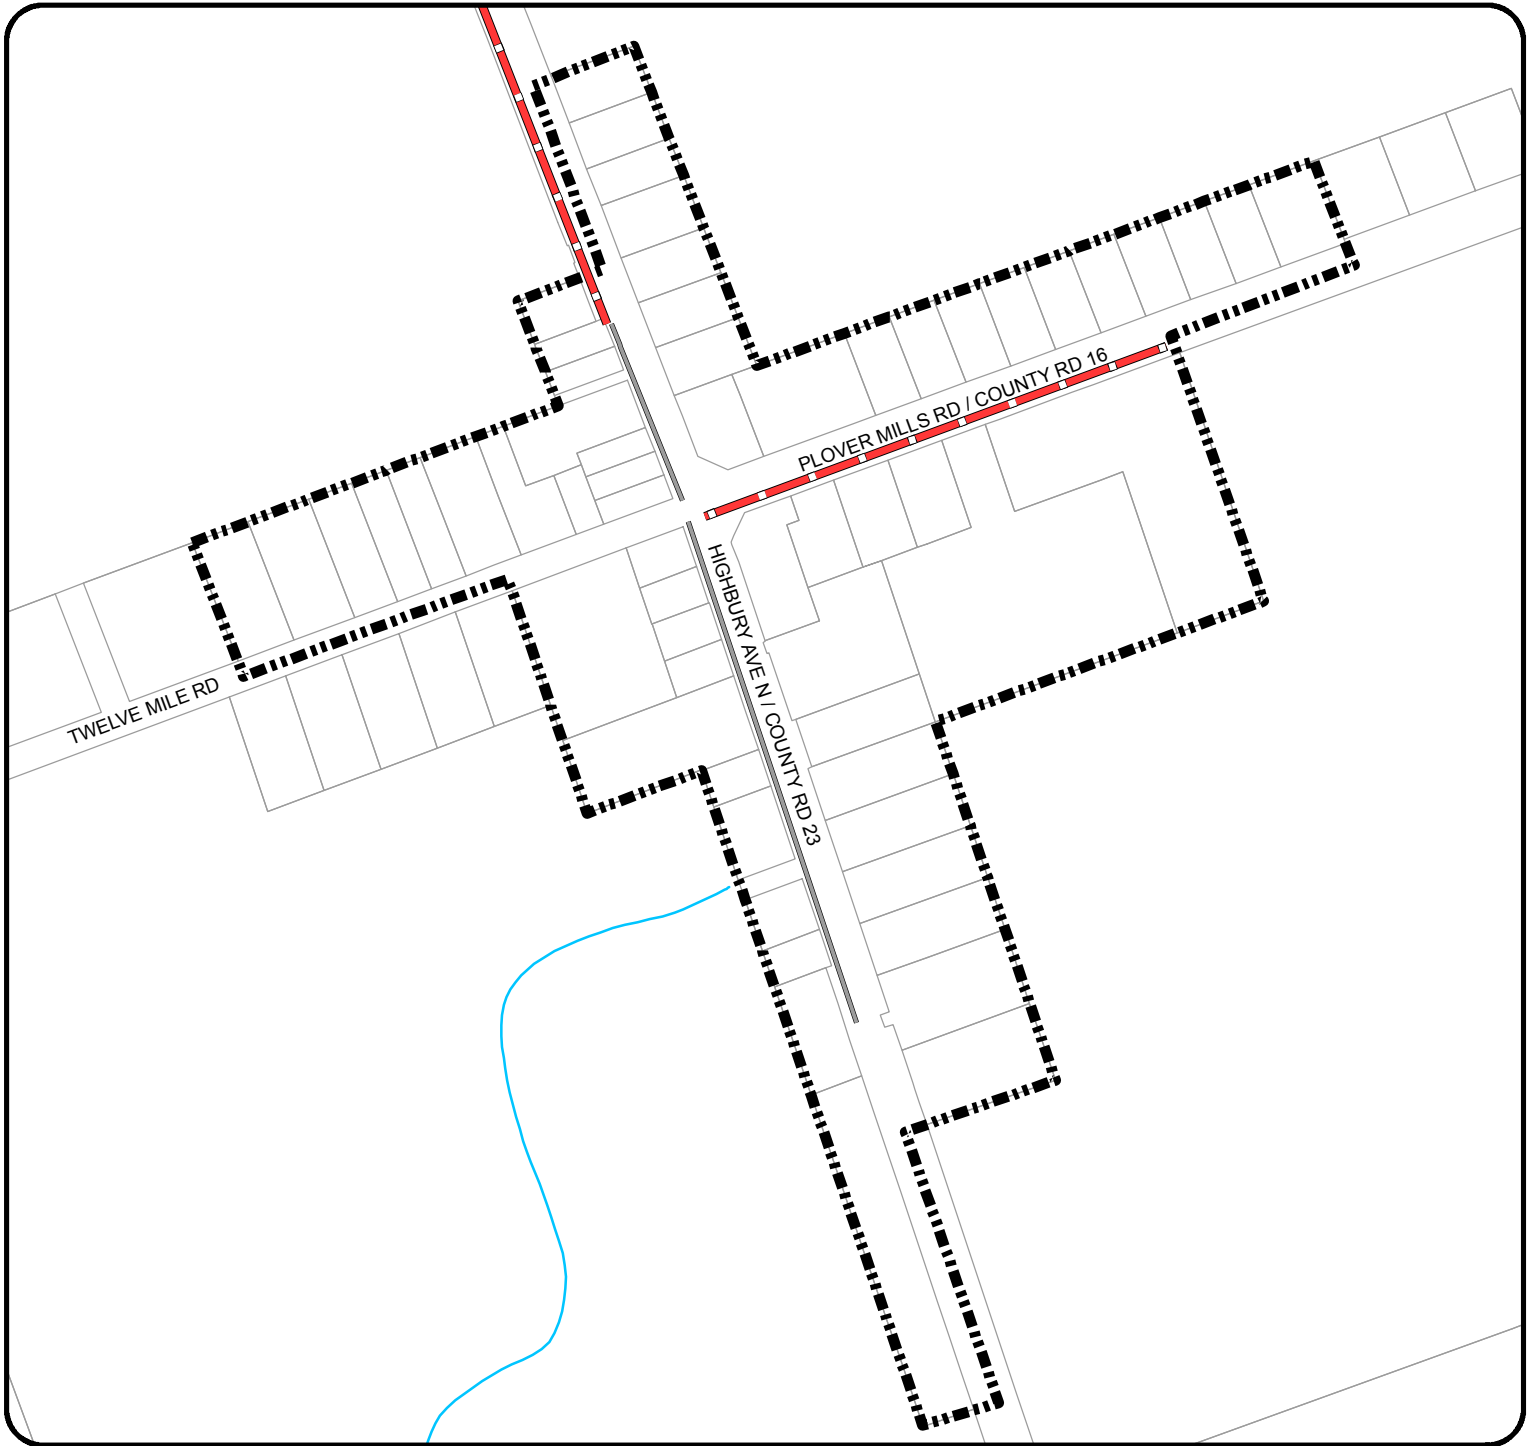 PLOVER MILLS RD / COUNTY RD 16
HIGHBURY AVE N / COUNTY RD 23
TWELVE MILE RD